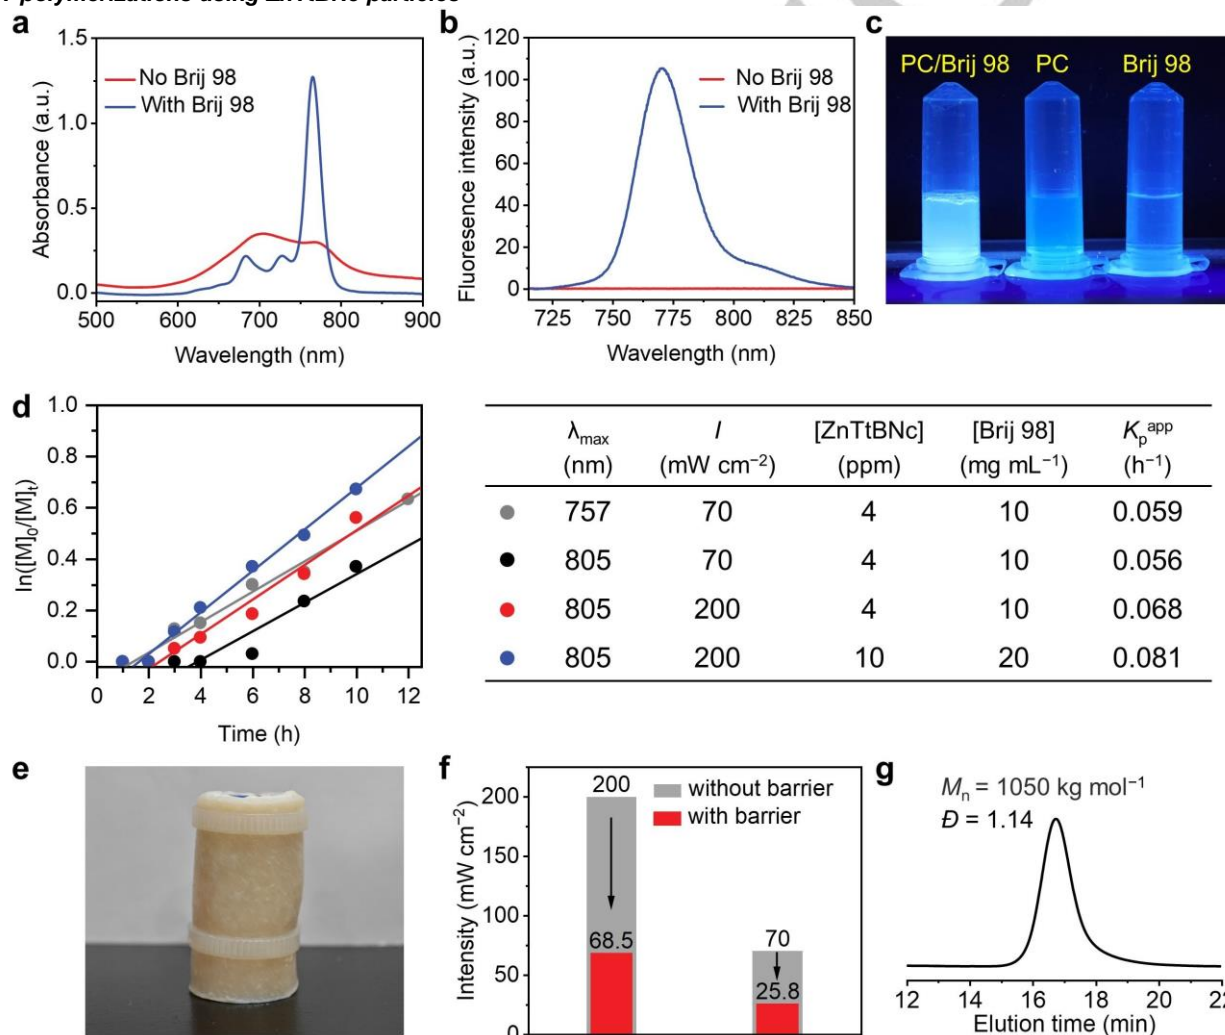 polymerizations using ZnTtBNc particles
a
1.5
1.0
0.5
0.0
Absorbance (a.u.)
No Brij 98
With Brij 98
500 600 700 800 900
Wavelength (nm)
b
120
100
80
60
40
20
0
Fluorescence intensity (a.u.)
No Brij 98
With Brij 98
725 750 775 800 825 850
Wavelength (nm)
c
PC/Brij 98 PC Brij 98
d
1.0
0.8
0.6
0.4
0.2
0.0
ln([M]₀/[M]ₜ)
0 2 4 6 8 10 12
Time (h)
λmax I [ZnTtBNc] [Brij 98] Kₚᵃᵖᵖ
(nm) (mW cm⁻²) (ppm) (mg mL⁻¹) (h⁻¹)
757 70 4 10 0.059
805 70 4 10 0.056
805 200 4 10 0.068
805 200 10 20 0.081
e
f
200
150
100
50
0
Intensity (mW cm⁻²)
without barrier
with barrier
200
68.5
70
25.8
g
Mₙ = 1050 kg mol⁻¹
Đ = 1.14
12 14 16 18 20 22
Elution time (min)